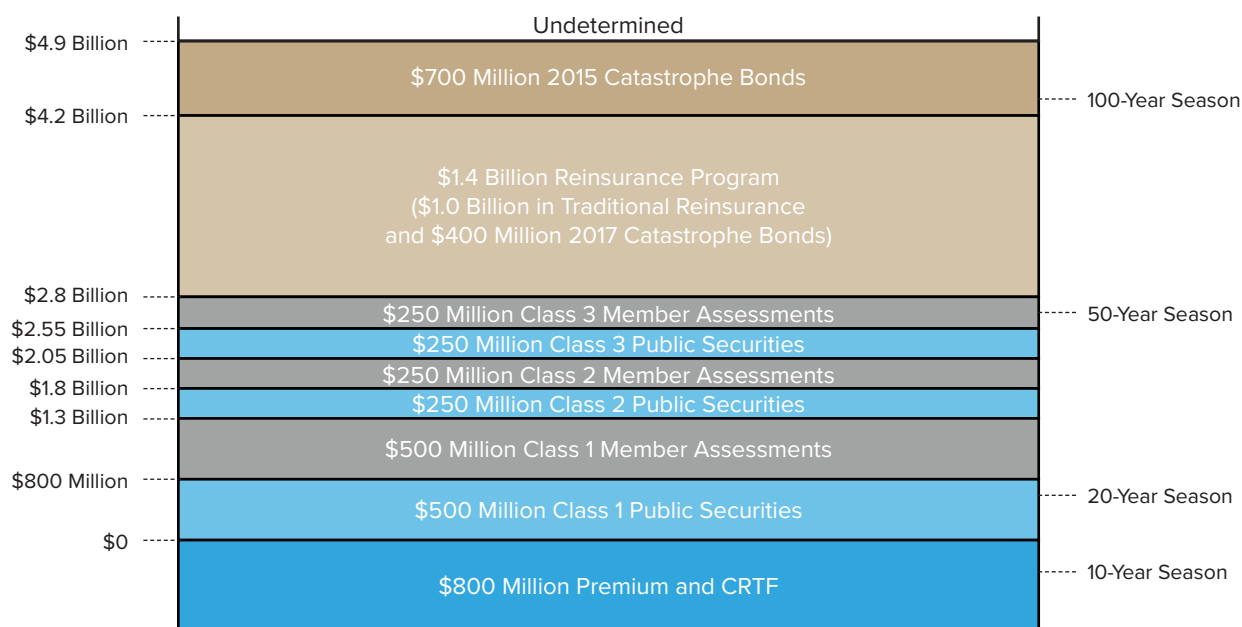 Undetermined
$4.9 Billion
$700 Million 2015 Catastrophe Bonds
100-Year Season
$4.2 Billion
$1.4 Billion Reinsurance Program
($1.0 Billion in Traditional Reinsurance
and $400 Million 2017 Catastrophe Bonds)
$2.8 Billion
$250 Million Class 3 Member Assessments
50-Year Season
$2.55 Billion
$250 Million Class 3 Public Securities
$2.05 Billion
$250 Million Class 2 Member Assessments
$1.8 Billion
$250 Million Class 2 Public Securities
$1.3 Billion
$500 Million Class 1 Member Assessments
$800 Million
20-Year Season
$500 Million Class 1 Public Securities
$0
10-Year Season
$800 Million Premium and CRTF